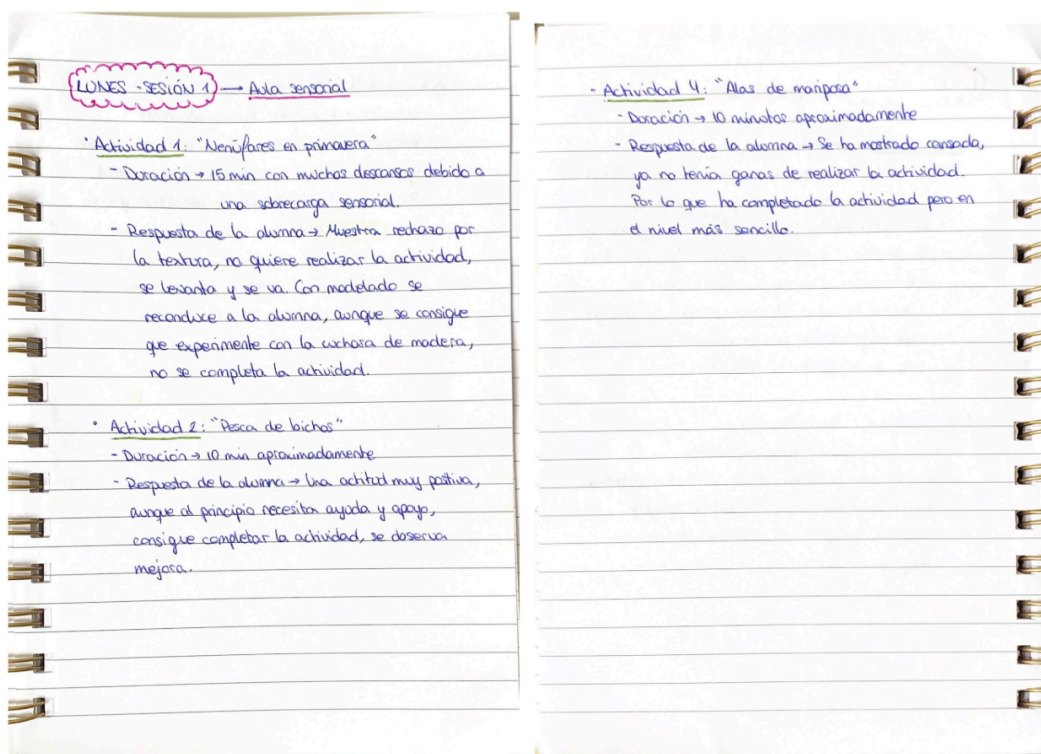 LUNES - SESIÓN 1 → Aula sensorial
· Actividad 1: "Nenúfares en primavera"
- Duración → 15 min con muchos descansos debido a
una sobrecarga sensorial.
- Respuesta de la alumna → Muestra rechazo por
la textura, no quiere realizar la actividad,
se levanta y se va. Con modelado se
reconduce a la alumna, aunque se consigue
que experimente con la cuchara de madera,
no se completa la actividad.
· Actividad 2: "Pesca de bichos"
- Duración → 10 min aproximadamente
- Respuesta de la alumna → Una actitud muy positiva,
aunque al principio necesita ayuda y apoyo,
consigue completar la actividad, se observa
mejora.
- Actividad 4: "Alas de mariposa"
- Duración → 10 minutos aproximadamente
- Respuesta de la alumna → Se ha mostrado cansada,
ya no tenía ganas de realizar la actividad.
Por lo que ha completado la actividad pero en
el nivel más sencillo.